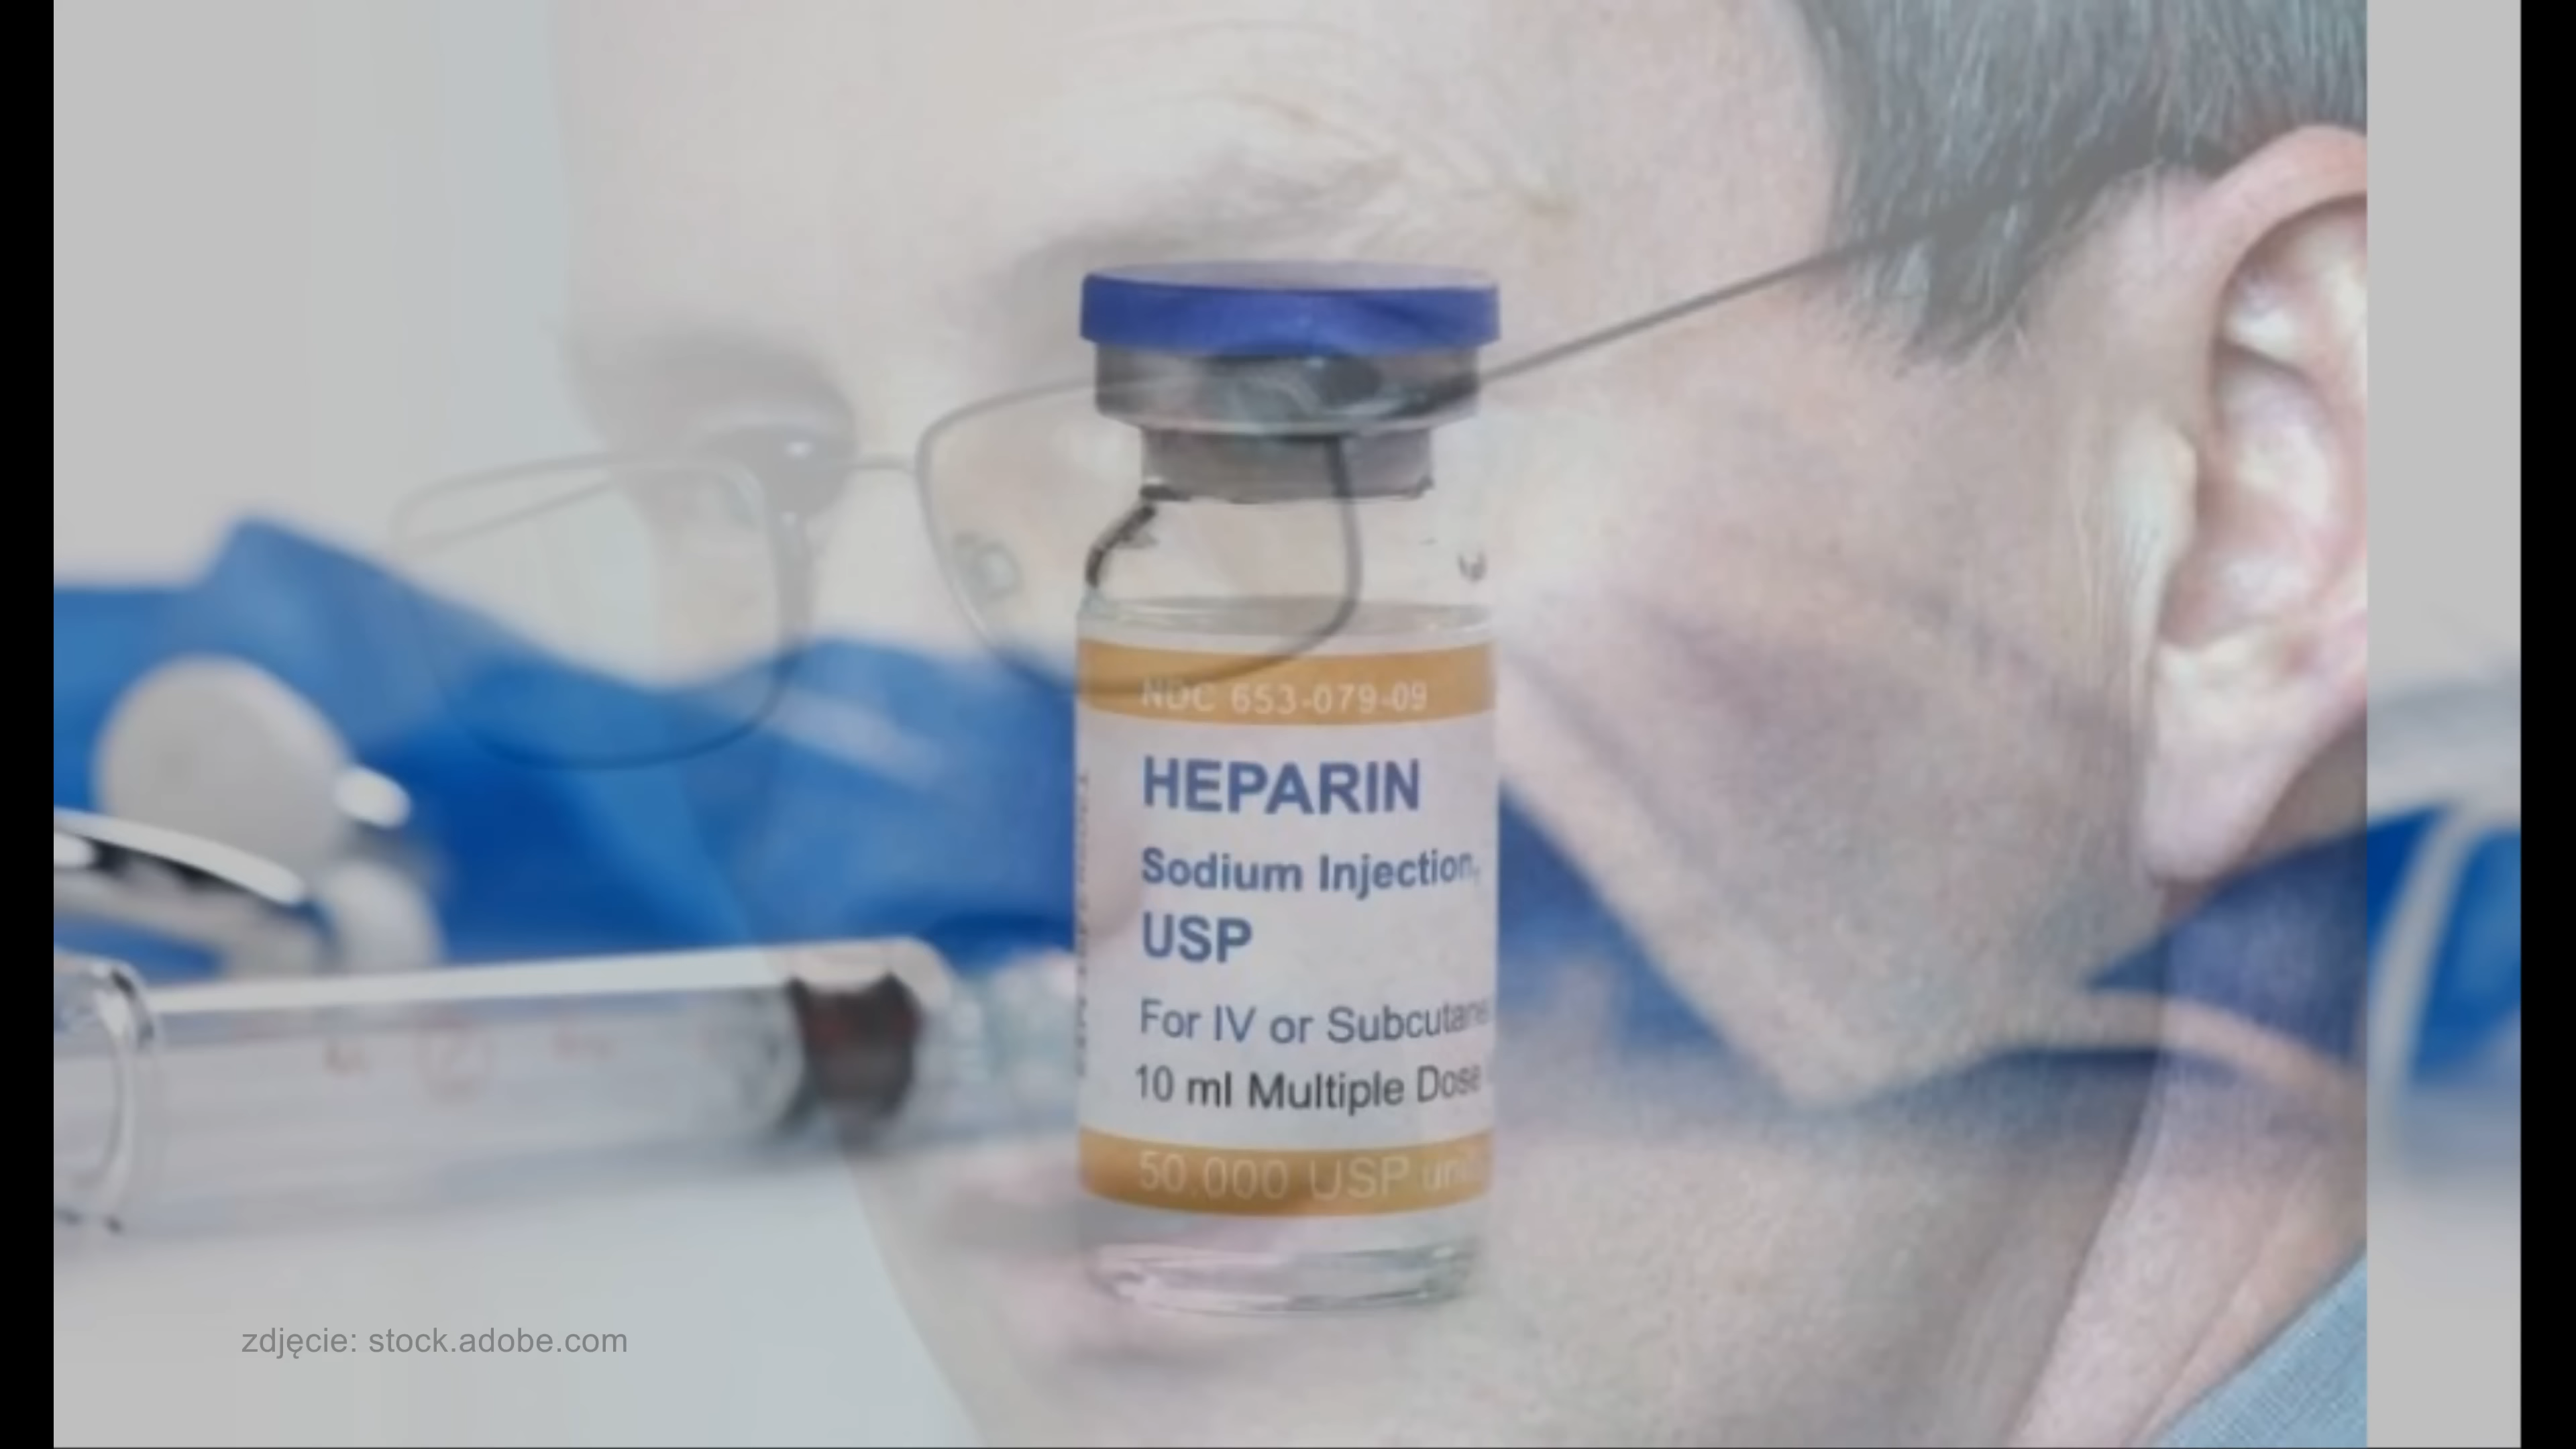 NDC 653-079-09
HEPARIN
Sodium Injection,
USP
For IV or Subcutane
10 ml Multiple Dose
50.000 USP uni
zdjęcie: stock.adobe.com